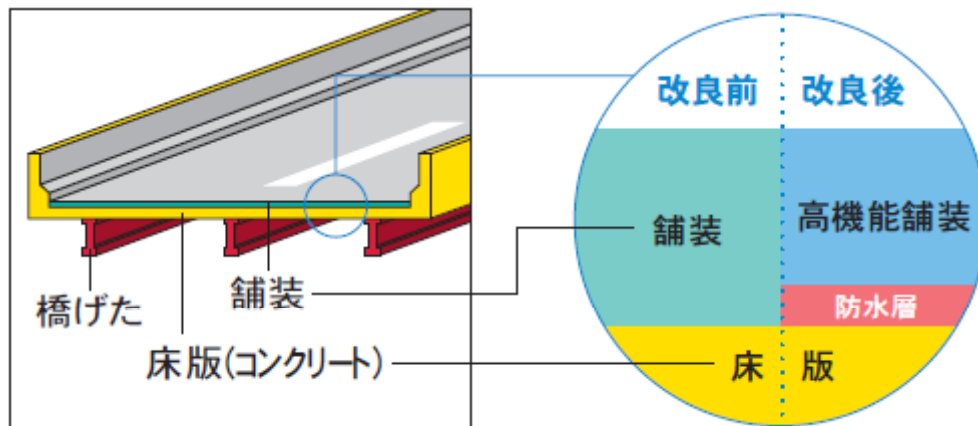 改良前
改良後
舗装
高機能舗装
防水層
床版
橋げた
舗装
床版(コンクリート)